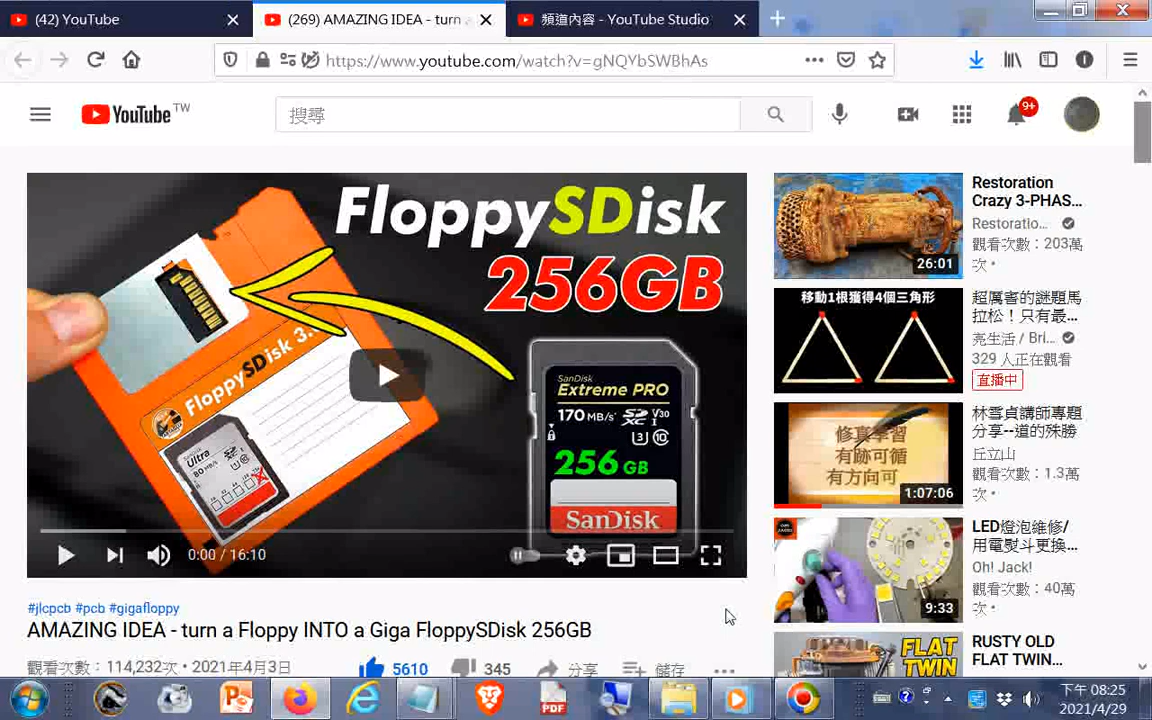 (42) YouTube
(269) AMAZING IDEA - turn
頻道內容 - YouTube Studio
https://www.youtube.com/watch?v=gNQYbSWBhAs
YouTube TW
搜尋
9+
FloppySDisk
256GB
FloppySDisk 3.
SanDisk
Extreme PRO
170 MB/s
XC I
V30
U3
10
256 GB
SanDisk
Ultra
80 MB/s
0:00 / 16:10
#jlcpcb #pcb #gigafloppy
AMAZING IDEA - turn a Floppy INTO a Giga FloppySDisk 256GB
觀看次數：114,232次 • 2021年4月3日
5610
345
分享
儲存
26:01
Restoration
Crazy 3-PHAS...
Restoratio...
觀看次數：203萬
次 •
移動1根獲得4個三角形
超厲害的謎題馬
拉松！只有最...
亮生活 / Bri...
329 人正在觀看
直播中
修真學習
有跡可循
有方向可
1:07:06
林雪貞講師專題
分享--道的殊勝
丘立山
觀看次數：1.3萬
次 •
9:33
LED燈泡維修/
用電熨斗更換...
Oh! Jack!
觀看次數：40萬
次 •
FLAT
TWIN
RUSTY OLD
FLAT TWIN...
PDF
下午 08:25
2021/4/29